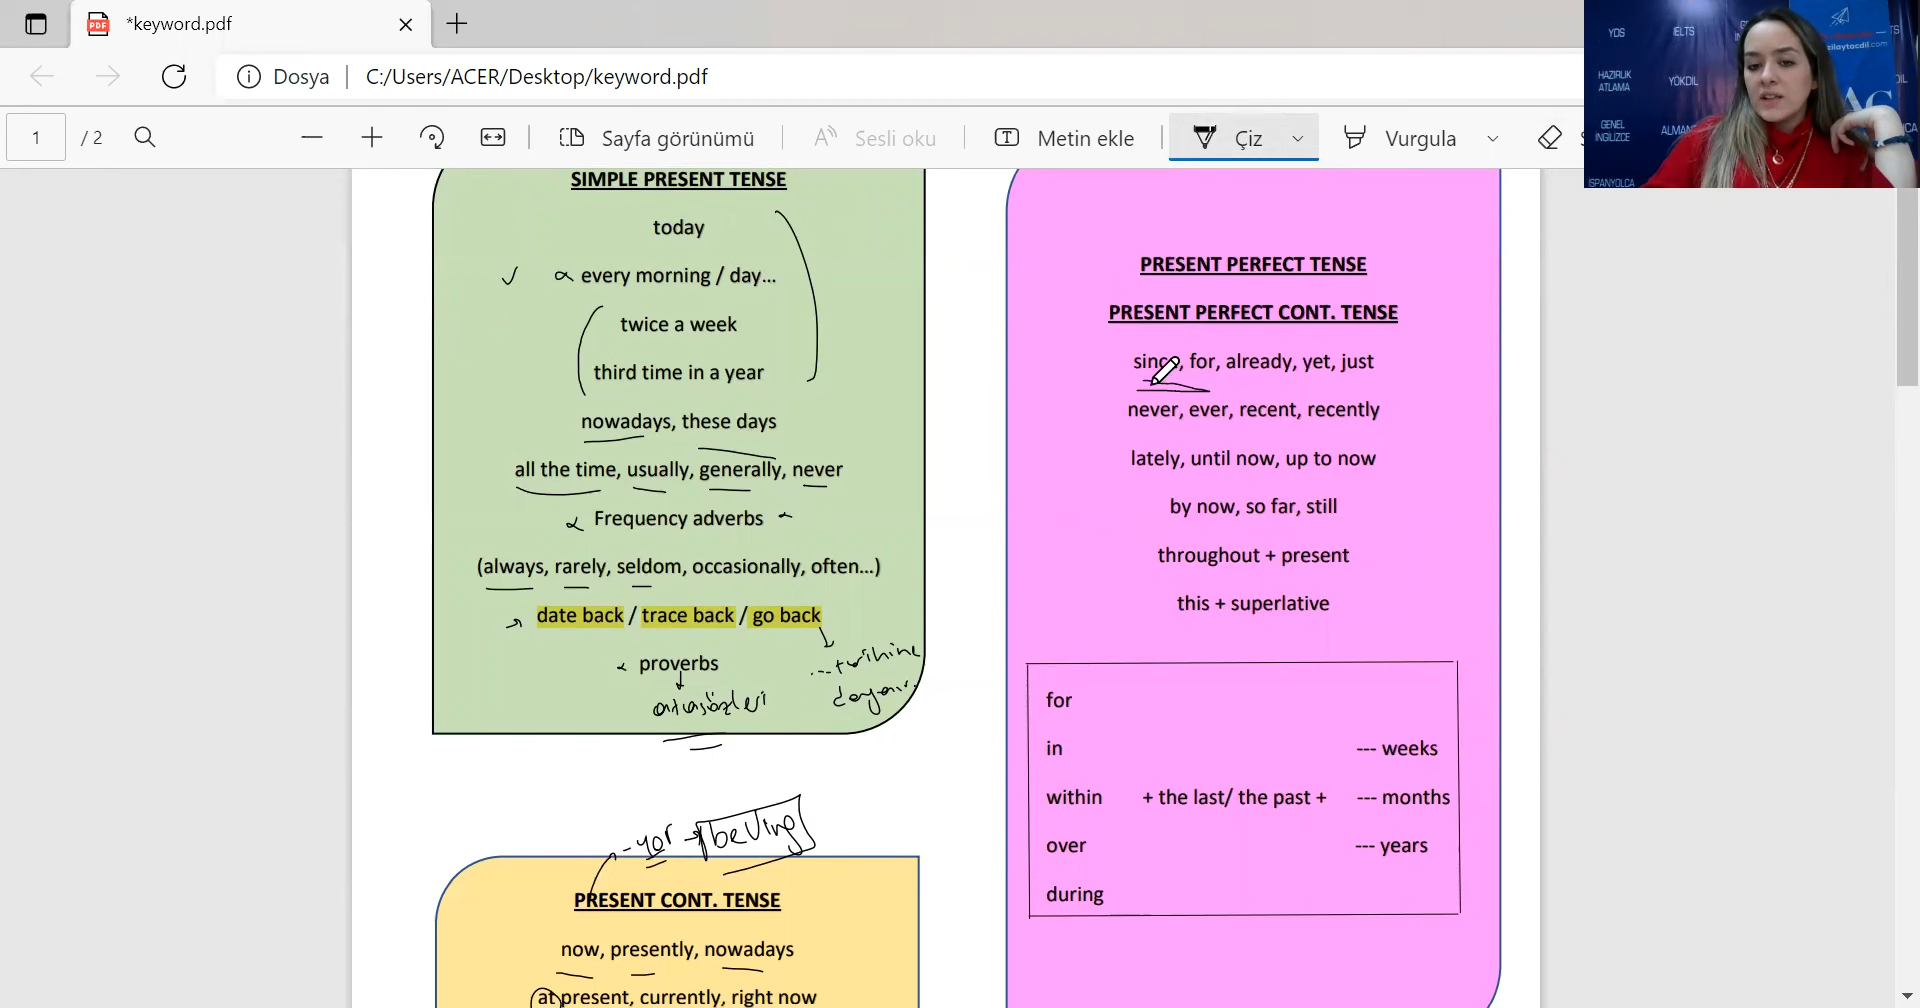 *keyword.pdf
Dosya | C:/Users/ACER/Desktop/keyword.pdf
1 / 2 Sayfa görünümü Sesli oku Metin ekle Çiz Vurgula
YDS IELTS
HAZIRLIK ATLAMA YÖKDİL
GENEL İNGİLİZCE
İSPANYOLCA
SIMPLE PRESENT TENSE
today
every morning / day...
twice a week
third time in a year
nowadays, these days
all the time, usually, generally, never
Frequency adverbs
(always, rarely, seldom, occasionally, often...)
date back / trace back / go back
... tarihine
dayanır.
proverbs
atasözleri
-yor → be Ving
PRESENT CONT. TENSE
now, presently, nowadays
at present, currently, right now
PRESENT PERFECT TENSE
PRESENT PERFECT CONT. TENSE
since, for, already, yet, just
never, ever, recent, recently
lately, until now, up to now
by now, so far, still
throughout + present
this + superlative
for
in --- weeks
within + the last/ the past + --- months
over --- years
during